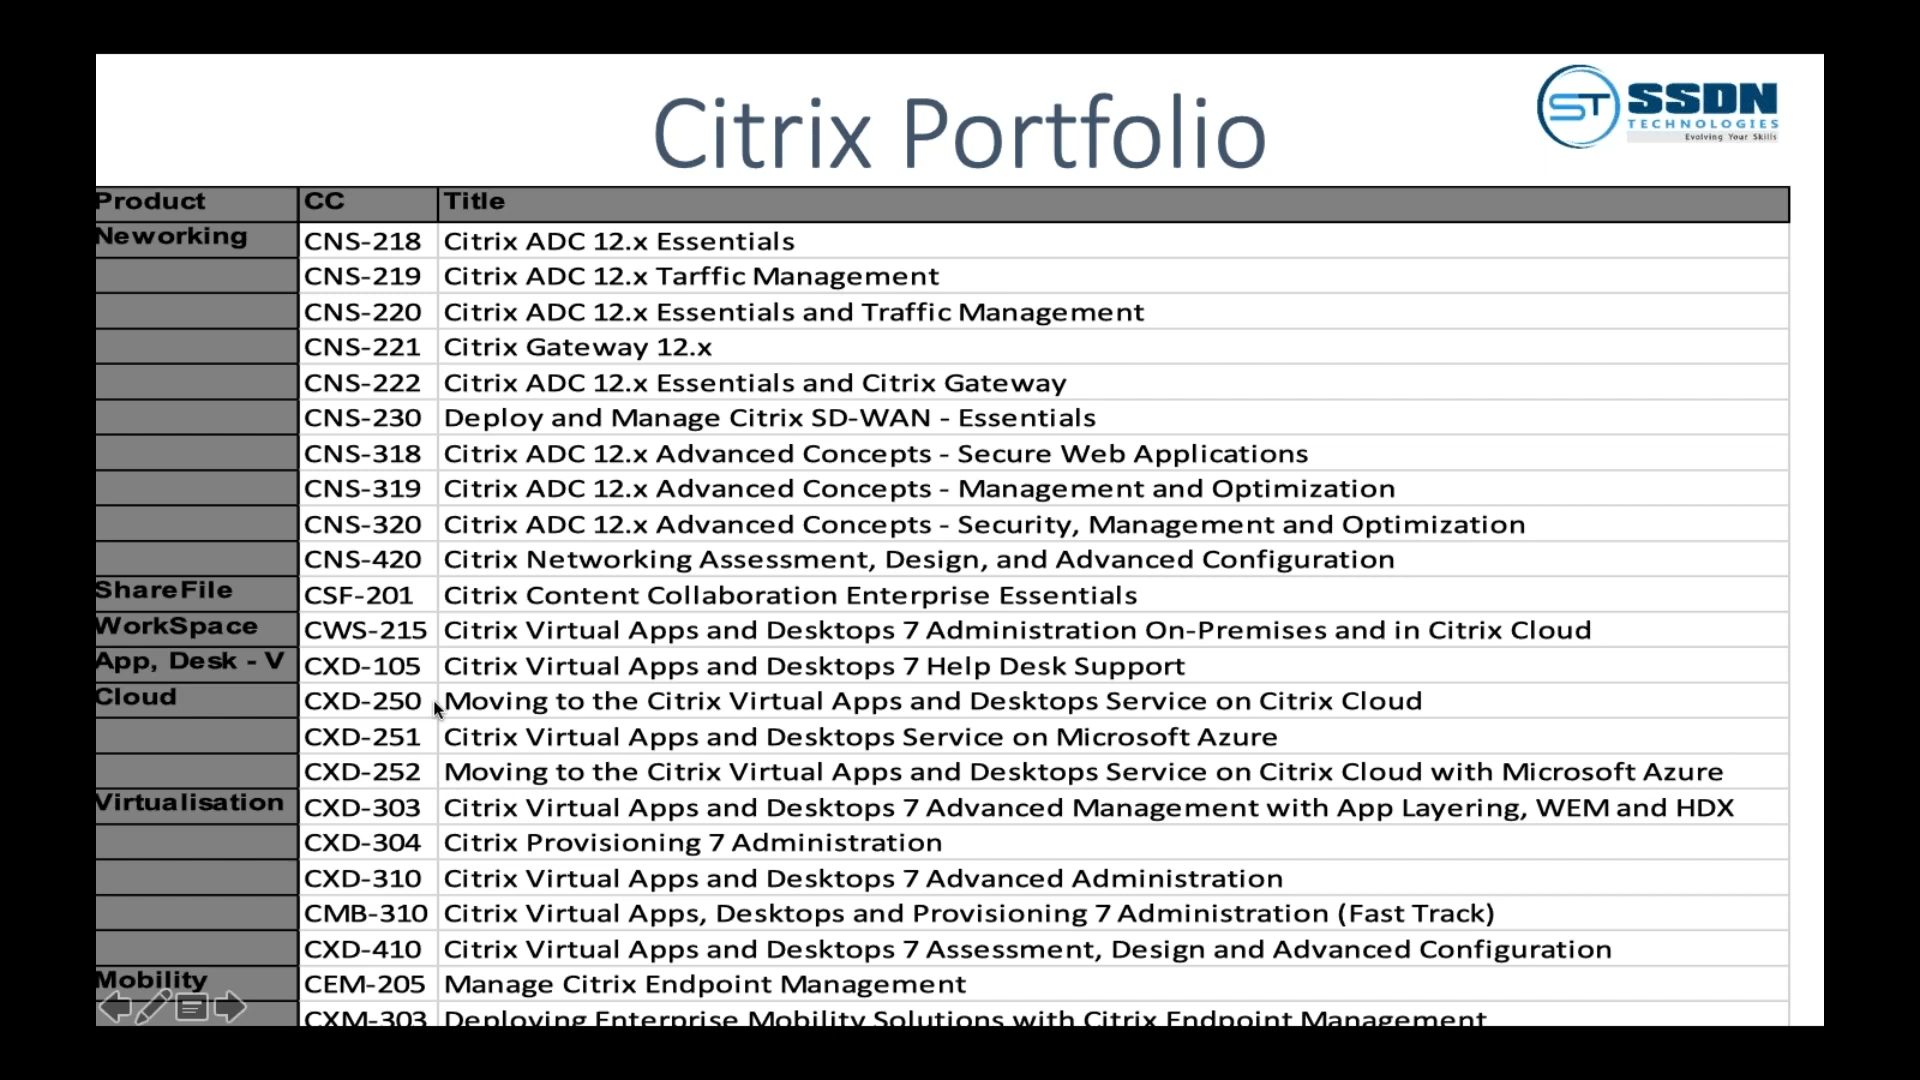 Citrix Portfolio
ST SSDN
TECHNOLOGIES
Evolving Your Skills
Product CC Title
Neworking CNS-218 Citrix ADC 12.x Essentials
CNS-219 Citrix ADC 12.x Tarffic Management
CNS-220 Citrix ADC 12.x Essentials and Traffic Management
CNS-221 Citrix Gateway 12.x
CNS-222 Citrix ADC 12.x Essentials and Citrix Gateway
CNS-230 Deploy and Manage Citrix SD-WAN - Essentials
CNS-318 Citrix ADC 12.x Advanced Concepts - Secure Web Applications
CNS-319 Citrix ADC 12.x Advanced Concepts - Management and Optimization
CNS-320 Citrix ADC 12.x Advanced Concepts - Security, Management and Optimization
CNS-420 Citrix Networking Assessment, Design, and Advanced Configuration
ShareFile CSF-201 Citrix Content Collaboration Enterprise Essentials
WorkSpace CWS-215 Citrix Virtual Apps and Desktops 7 Administration On-Premises and in Citrix Cloud
App, Desk - V CXD-105 Citrix Virtual Apps and Desktops 7 Help Desk Support
Cloud CXD-250 Moving to the Citrix Virtual Apps and Desktops Service on Citrix Cloud
CXD-251 Citrix Virtual Apps and Desktops Service on Microsoft Azure
CXD-252 Moving to the Citrix Virtual Apps and Desktops Service on Citrix Cloud with Microsoft Azure
Virtualisation CXD-303 Citrix Virtual Apps and Desktops 7 Advanced Management with App Layering, WEM and HDX
CXD-304 Citrix Provisioning 7 Administration
CXD-310 Citrix Virtual Apps and Desktops 7 Advanced Administration
CMB-310 Citrix Virtual Apps, Desktops and Provisioning 7 Administration (Fast Track)
CXD-410 Citrix Virtual Apps and Desktops 7 Assessment, Design and Advanced Configuration
Mobility CEM-205 Manage Citrix Endpoint Management
CXM-303 Deploying Enterprise Mobility Solutions with Citrix Endpoint Management